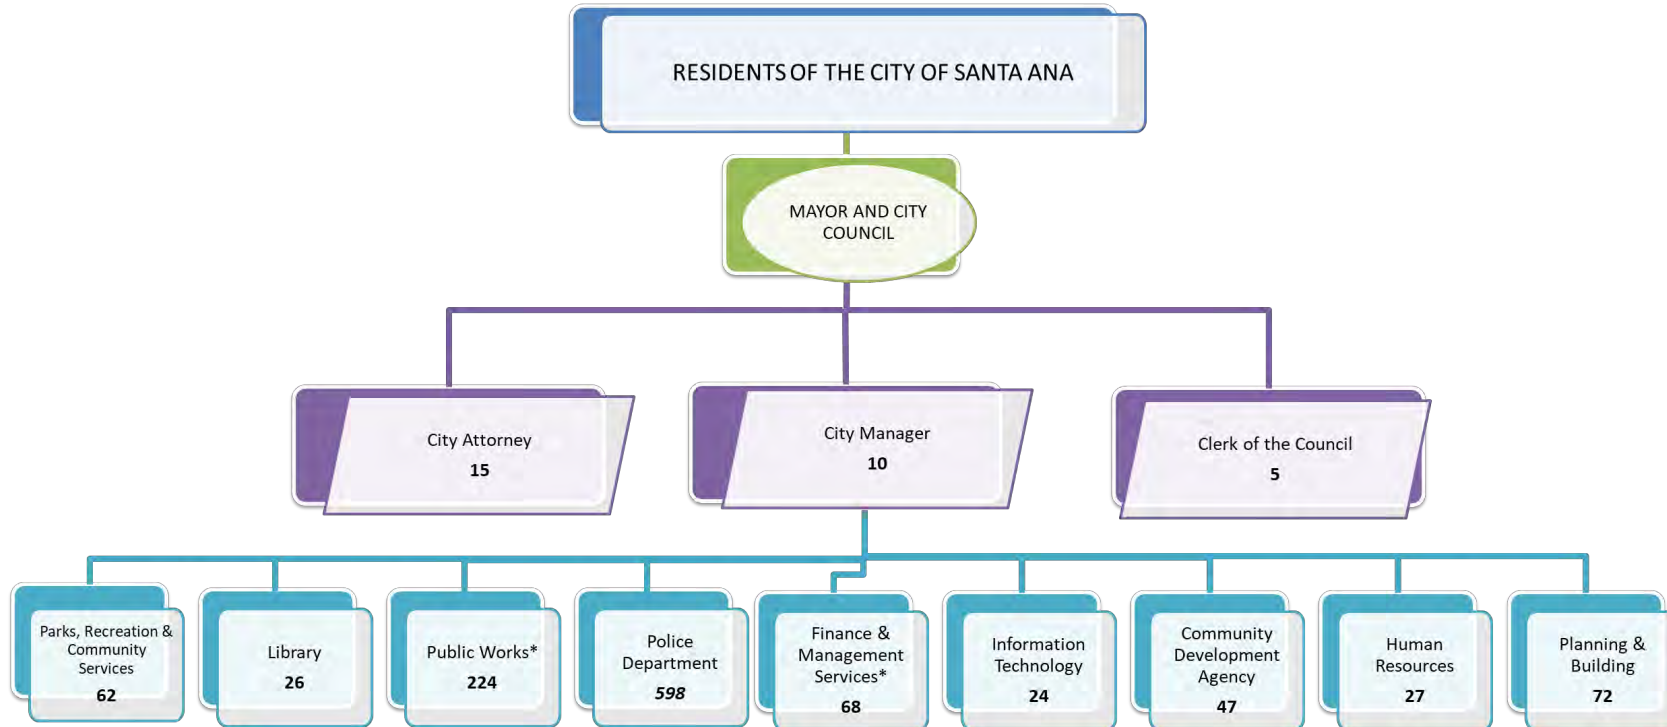 RESIDENTS OF THE CITY OF SANTA ANA
MAYOR AND CITY
COUNCIL
City Attorney
15
City Manager
10
Clerk of the Council
5
Parks, Recreation &
Community
Services
62
Library
26
Public Works*
224
Police
Department
598
Finance &
Management
Services*
68
Information
Technology
24
Community
Development
Agency
47
Human
Resources
27
Planning &
Building
72